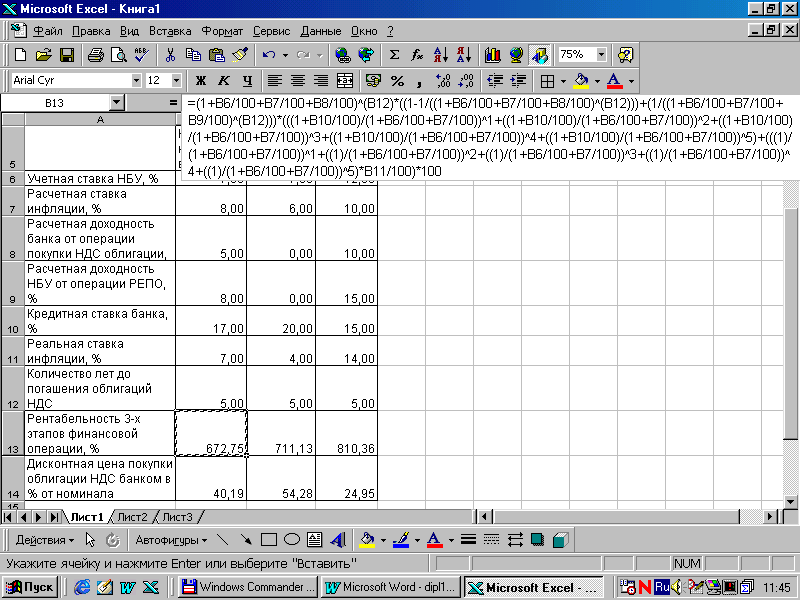 Microsoft Excel - Книга1
Файл Правка Вид Вставка Формат Сервис Данные Окно ?
75%
Arial Cyr 12 Ж К Ч
B13 =
=(1+B6/100+B7/100+B8/100)^(B12)*((1-1/((1+B6/100+B7/100+B8/100)^(B12)))+(1/((1+B6/100+B7/100+
B9/100)^(B12)))*(((1+B10/100)/(1+B6/100+B7/100))^1+((1+B10/100)/(1+B6/100+B7/100))^2+((1+B10/100)
/(1+B6/100+B7/100))^3+((1+B10/100)/(1+B6/100+B7/100))^4+((1+B10/100)/(1+B6/100+B7/100))^5)+(((1)/
(1+B6/100+B7/100))^1+((1)/(1+B6/100+B7/100))^2+((1)/(1+B6/100+B7/100))^3+((1)/(1+B6/100+B7/100))^
4+((1)/(1+B6/100+B7/100))^5)*B11/100)*100
A
5
6 Учетная ставка НБУ, %
Расчетная ставка
7 инфляции, % 8,00 6,00 10,00
Расчетная доходность
банка от операции
8 покупки НДС облигации, 5,00 0,00 10,00
Расчетная доходность
НБУ от операции РЕПО,
9 % 8,00 0,00 15,00
Кредитная ставка банка,
10 % 17,00 20,00 15,00
Реальная ставка
11 инфляции, % 7,00 4,00 14,00
Количество лет до
погашения облигаций
12 НДС 5,00 5,00 5,00
Рентабельность 3-х
этапов финансовой
13 операции, % 672,75 711,13 810,36
Дисконтная цена покупки
облигации НДС банком в
14 % от номинала 40,19 54,28 24,95
Лист1 Лист2 Лист3
Действия Автофигуры
Укажите ячейку и нажмите Enter или выберите "Вставить" NUM
Пуск Windows Commander ... Microsoft Word - dipl1... Microsoft Excel - ... Ru 11:45